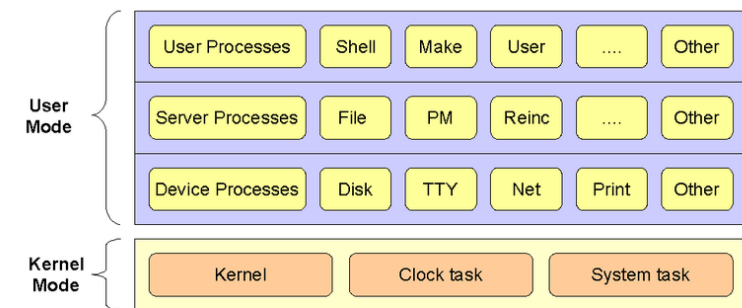 User Processes Shell Make User .... Other
User
Mode
Server Processes File PM Reinc .... Other
Device Processes Disk TTY Net Print Other
Kernel
Mode
Kernel Clock task System task